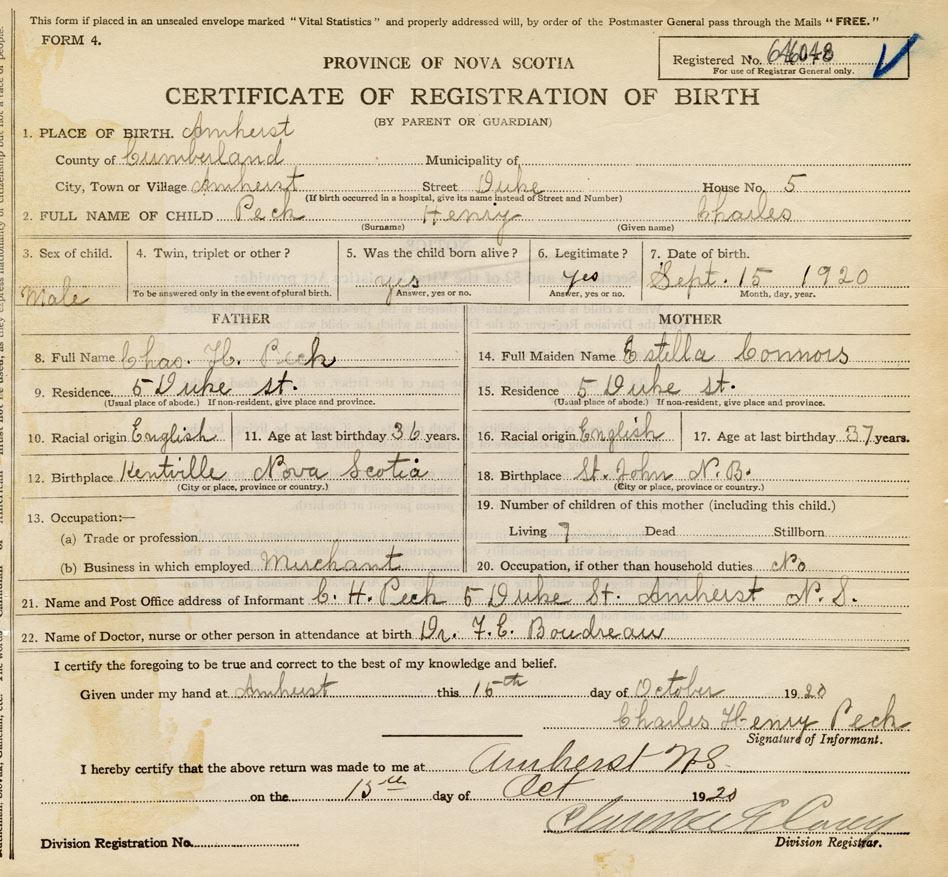 This form if placed in an unsealed envelope marked "Vital Statistics" and properly addressed will, by order of the Postmaster General pass through the Mails "FREE."
FORM 4.
Registered No.
For use of Registrar General only.
PROVINCE OF NOVA SCOTIA
CERTIFICATE OF REGISTRATION OF BIRTH
(BY PARENT OR GUARDIAN)
1. PLACE OF BIRTH. Amherst
County of Cumberland Municipality of
City, Town or Village Amherst Street Duke House No. 5
(If birth occurred in a hospital, give its name instead of Street and Number)
2. FULL NAME OF CHILD Peck Henry Charles
(Surname) (Given name)
3. Sex of child. Male
4. Twin, triplet or other?
To be answered only in the event of plural birth.
5. Was the child born alive? yes
Answer, yes or no.
6. Legitimate? yes
Answer, yes or no.
7. Date of birth. Sept. 15 1920
Month, day, year.
FATHER
8. Full Name Chas. H. Peck
9. Residence. 5 Duke st.
(Usual place of abode.) If non-resident, give place and province.
10. Racial origin English 11. Age at last birthday 36 years.
12. Birthplace Kentville Nova Scotia
(City or place, province or country.)
13. Occupation:—
(a) Trade or profession
(b) Business in which employed Merchant
MOTHER
14. Full Maiden Name Estella Connors
15. Residence 5 Duke st.
(Usual place of abode.) If non-resident, give place and province.
16. Racial origin English 17. Age at last birthday 37 years.
18. Birthplace St. John N.B.
(City or place, province or country.)
19. Number of children of this mother (including this child.)
Living 7 Dead Stillborn
20. Occupation, if other than household duties No
21. Name and Post Office address of Informant C. H. Peck 5 Duke St. Amherst N. S.
22. Name of Doctor, nurse or other person in attendance at birth Dr. F. E. Boudreau
I certify the foregoing to be true and correct to the best of my knowledge and belief.
Given under my hand at Amherst this 15th day of October 1920
Charles Henry Peck
Signature of Informant.
I hereby certify that the above return was made to me at Amherst N.S.
on the 15th day of Oct 1920
Division Registrar.
Division Registration No.